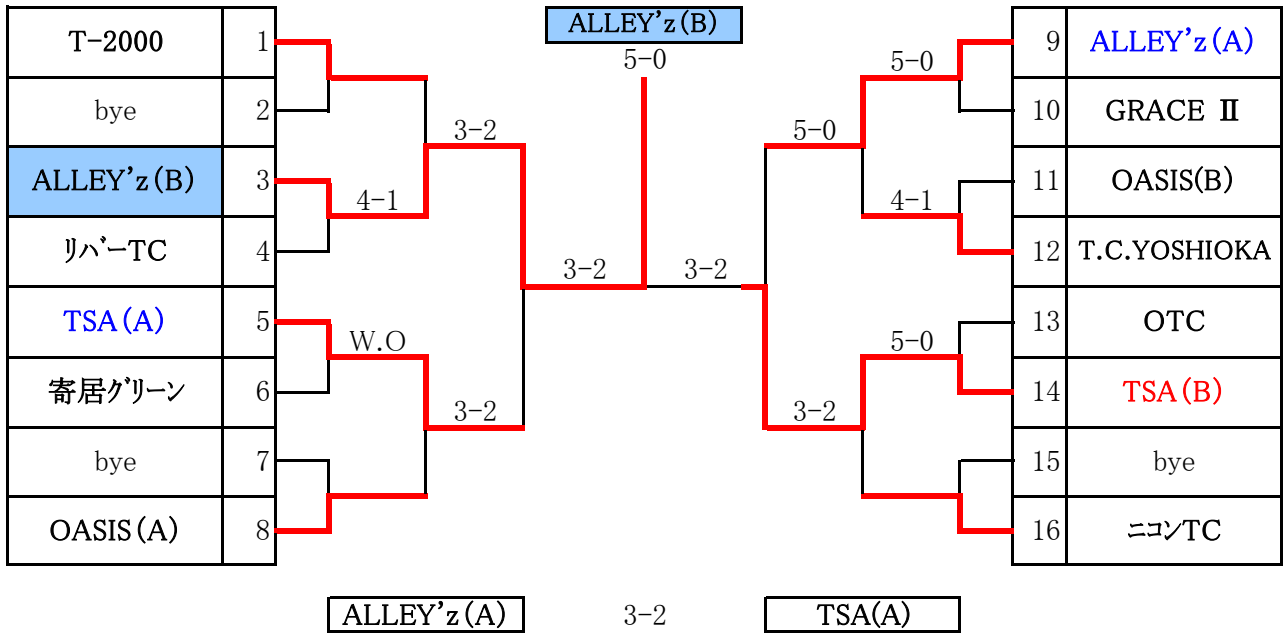 ALLEY'z(B)
5-0
T-2000 1
bye 2
ALLEY'z(B) 3
ﾘﾊﾞｰTC 4
TSA(A) 5
寄居ｸﾞﾘｰﾝ 6
bye 7
OASIS(A) 8
4-1
W.O
3-2
3-2
3-2
3-2
5-0
3-2
5-0
4-1
5-0
9 ALLEY'z(A)
10 GRACE Ⅱ
11 OASIS(B)
12 T.C.YOSHIOKA
13 OTC
14 TSA(B)
15 bye
16 ﾆｺﾝTC
ALLEY'z(A) 3-2 TSA(A)